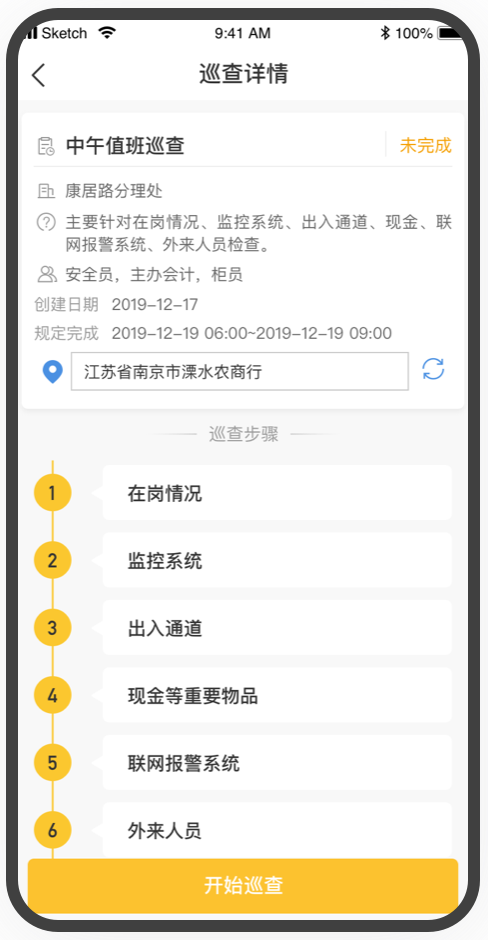 Sketch 9:41 AM 100%
巡查详情
中午值班巡查 未完成
康居路分理处
主要针对在岗情况、监控系统、出入通道、现金、联
网报警系统、外来人员检查。
安全员，主办会计，柜员
创建日期 2019-12-17
规定完成 2019-12-19 06:00~2019-12-19 09:00
江苏省南京市溧水农商行
巡查步骤
1 在岗情况
2 监控系统
3 出入通道
4 现金等重要物品
5 联网报警系统
6 外来人员
开始巡查